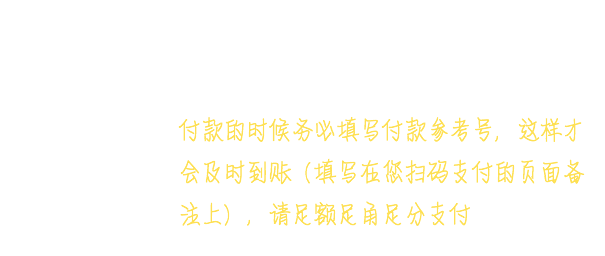 付款的时候务必填写付款参考号，这样才
会及时到账（填写在您扫码支付的页面备
注上），请足额足角足分支付